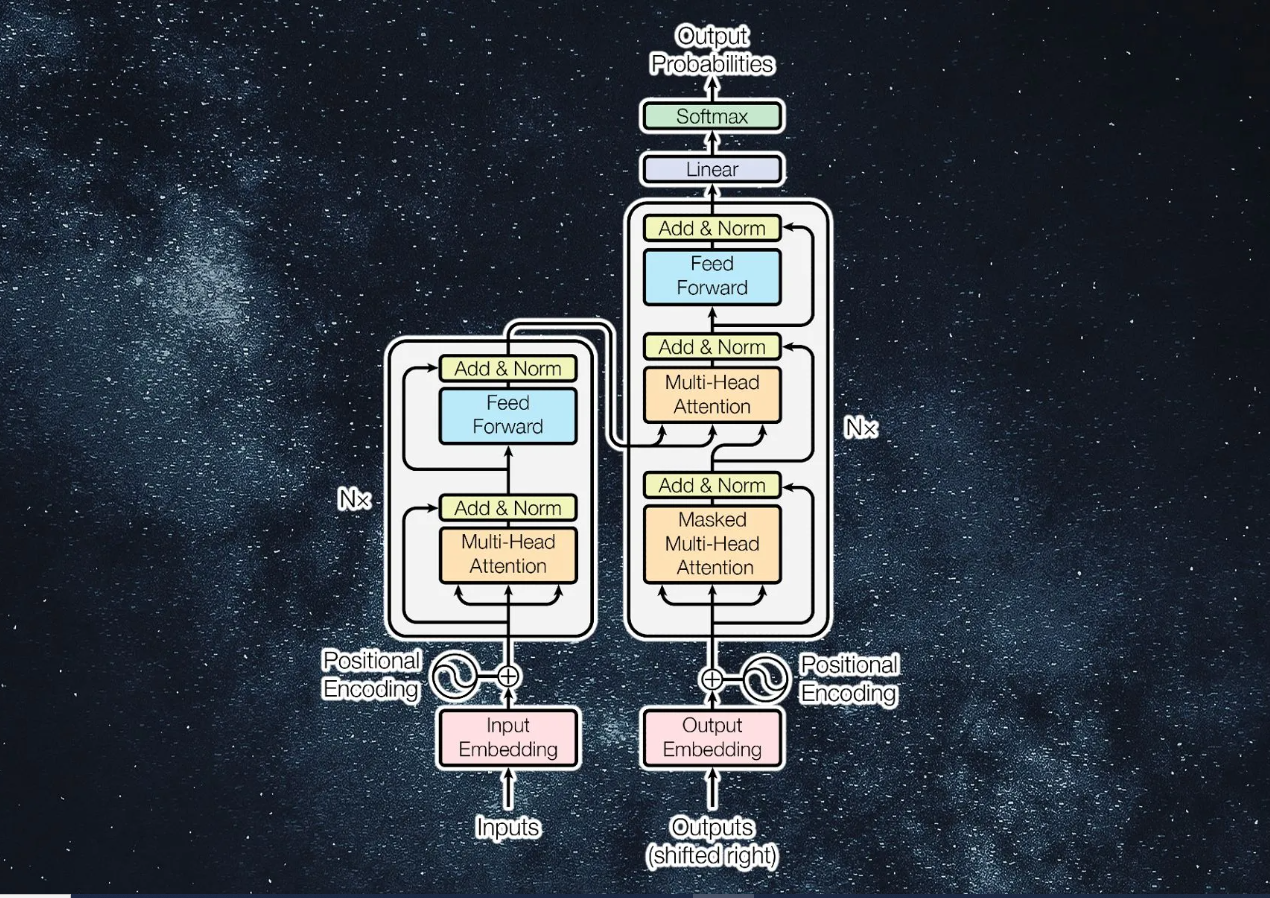 Output
Probabilities
Softmax
Linear
Add & Norm
Feed
Forward
Add & Norm
Multi-Head
Attention
Add & Norm
Masked
Multi-Head
Attention
Nx
Add & Norm
Feed
Forward
Add & Norm
Multi-Head
Attention
Nx
Positional
Encoding
Positional
Encoding
Input
Embedding
Output
Embedding
Inputs
Outputs
(shifted right)